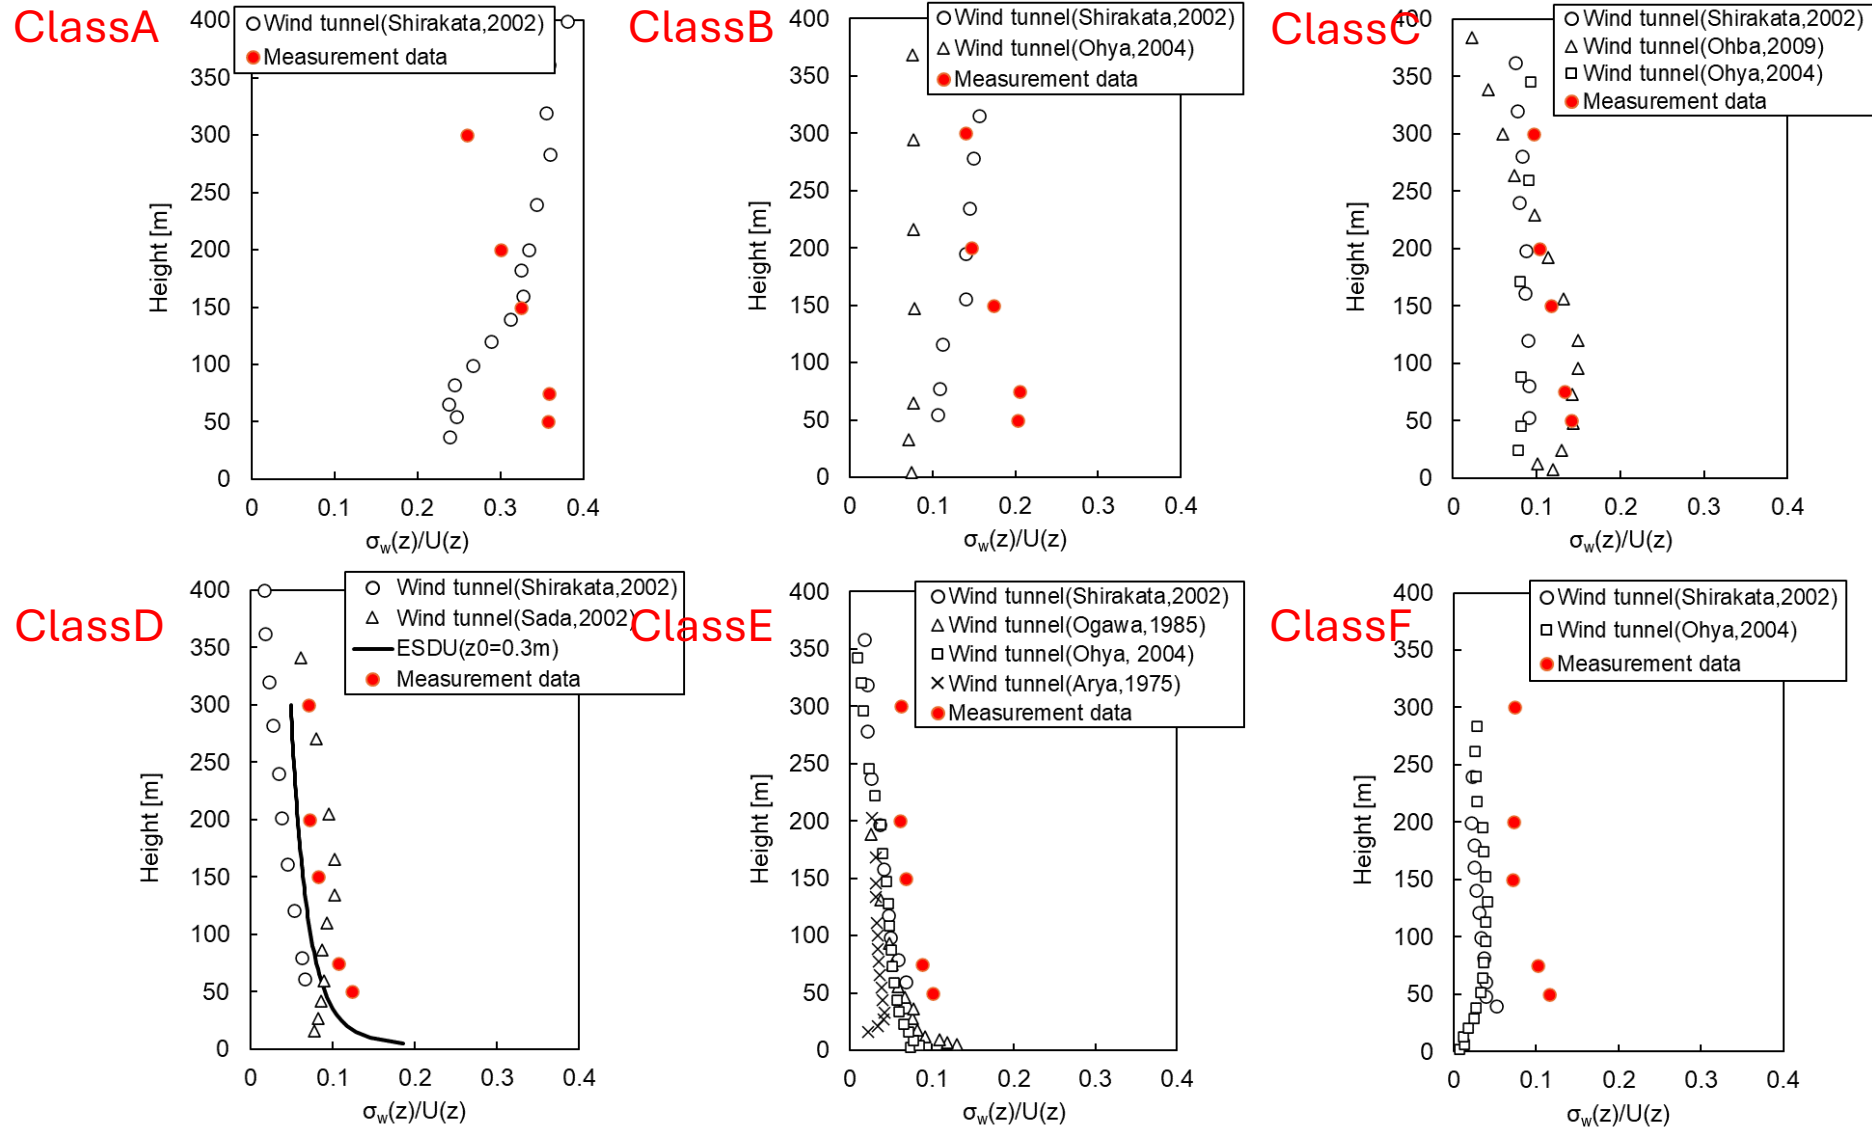 ClassA
Wind tunnel(Shirakata,2002)
Measurement data
400
350
300
250
200
150
100
50
0
Height [m]
0 0.1 0.2 0.3 0.4
σw(z)/U(z)
ClassB
Wind tunnel(Shirakata,2002)
Wind tunnel(Ohya,2004)
Measurement data
400
350
300
250
200
150
100
50
0
Height [m]
0 0.1 0.2 0.3 0.4
σw(z)/U(z)
ClassC
Wind tunnel(Shirakata,2002)
Wind tunnel(Ohba,2009)
Wind tunnel(Ohya,2004)
Measurement data
400
350
300
250
200
150
100
50
0
Height [m]
0 0.1 0.2 0.3 0.4
σw(z)/U(z)
ClassD
Wind tunnel(Shirakata,2002)
Wind tunnel(Sada,2002)
ESDU(z0=0.3m)
Measurement data
400
350
300
250
200
150
100
50
0
Height [m]
0 0.1 0.2 0.3 0.4
σw(z)/U(z)
ClassE
Wind tunnel(Shirakata,2002)
Wind tunnel(Ogawa,1985)
Wind tunnel(Ohya, 2004)
Wind tunnel(Arya,1975)
Measurement data
400
350
300
250
200
150
100
50
0
Height [m]
0 0.1 0.2 0.3 0.4
σw(z)/U(z)
ClassF
Wind tunnel(Shirakata,2002)
Wind tunnel(Ohya,2004)
Measurement data
400
350
300
250
200
150
100
50
0
Height [m]
0 0.1 0.2 0.3 0.4
σw(z)/U(z)